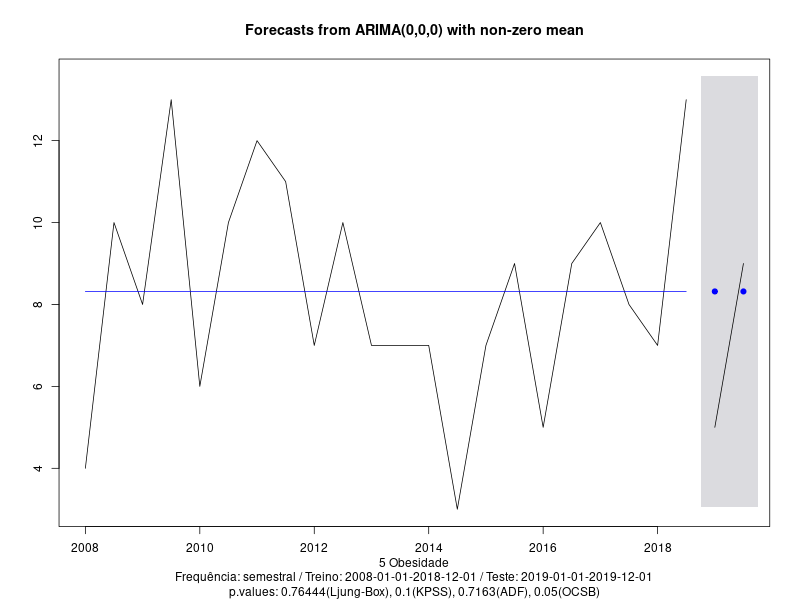 Forecasts from ARIMA(0,0,0) with non-zero mean
12
10
8
6
4
2008 2010 2012 2014 2016 2018
5 Obesidade
Frequência: semestral / Treino: 2008-01-01-2018-12-01 / Teste: 2019-01-01-2019-12-01
p.values: 0.76444(Ljung-Box), 0.1(KPSS), 0.7163(ADF), 0.05(OCSB)